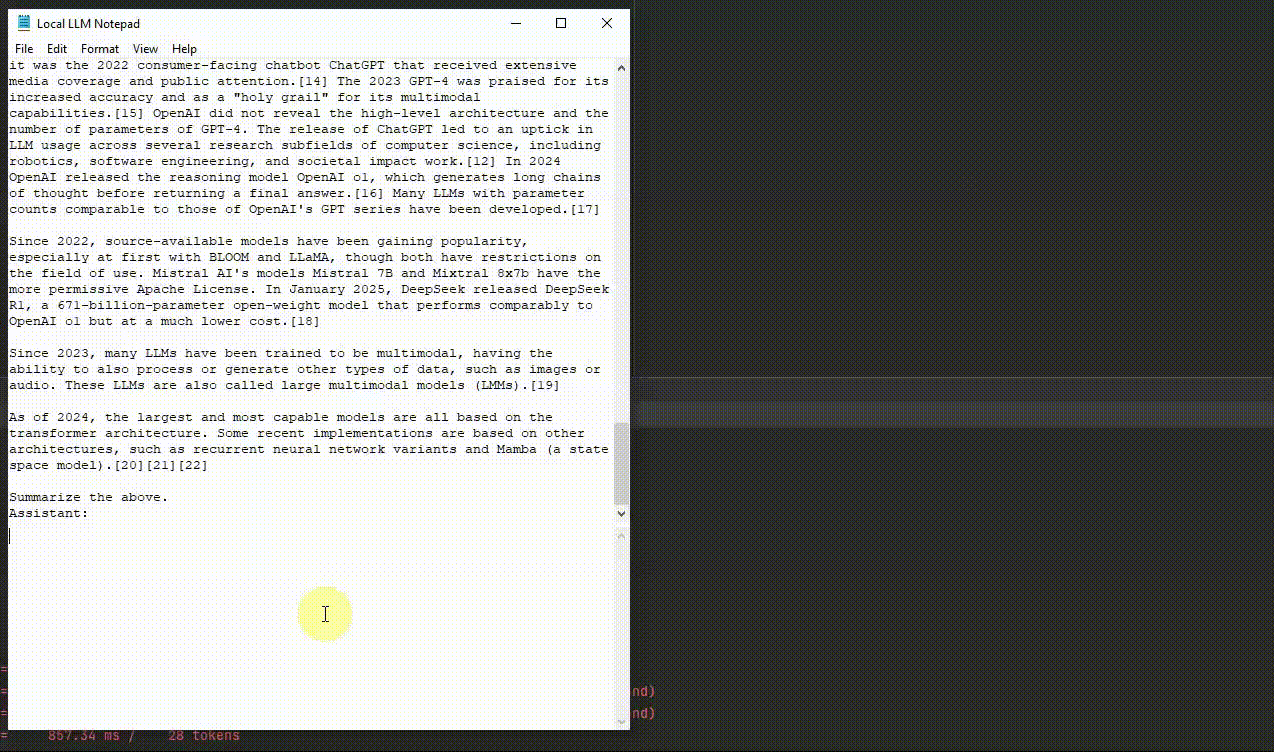 Local LLM Notepad
File Edit Format View Help
it was the 2022 consumer-facing chatbot ChatGPT that received extensive
media coverage and public attention.[14] The 2023 GPT-4 was praised for its
increased accuracy and as a "holy grail" for its multimodal
capabilities.[15] OpenAI did not reveal the high-level architecture and the
number of parameters of GPT-4. The release of ChatGPT led to an uptick in
LLM usage across several research subfields of computer science, including
robotics, software engineering, and societal impact work.[12] In 2024
OpenAI released the reasoning model OpenAI o1, which generates long chains
of thought before returning a final answer.[16] Many LLMs with parameter
counts comparable to those of OpenAI's GPT series have been developed.[17]
Since 2022, source-available models have been gaining popularity,
especially at first with BLOOM and LLaMA, though both have restrictions on
the field of use. Mistral AI's models Mistral 7B and Mixtral 8x7b have the
more permissive Apache License. In January 2025, DeepSeek released DeepSeek
R1, a 671-billion-parameter open-weight model that performs comparably to
OpenAI o1 but at a much lower cost.[18]
Since 2023, many LLMs have been trained to be multimodal, having the
ability to also process or generate other types of data, such as images or
audio. These LLMs are also called large multimodal models (LMMs).[19]
As of 2024, the largest and most capable models are all based on the
transformer architecture. Some recent implementations are based on other
architectures, such as recurrent neural network variants and Mamba (a state
space model).[20][21][22]
Summarize the above.
Assistant:
=
= nd)
= nd)
= 857.34 ms / 28 tokens